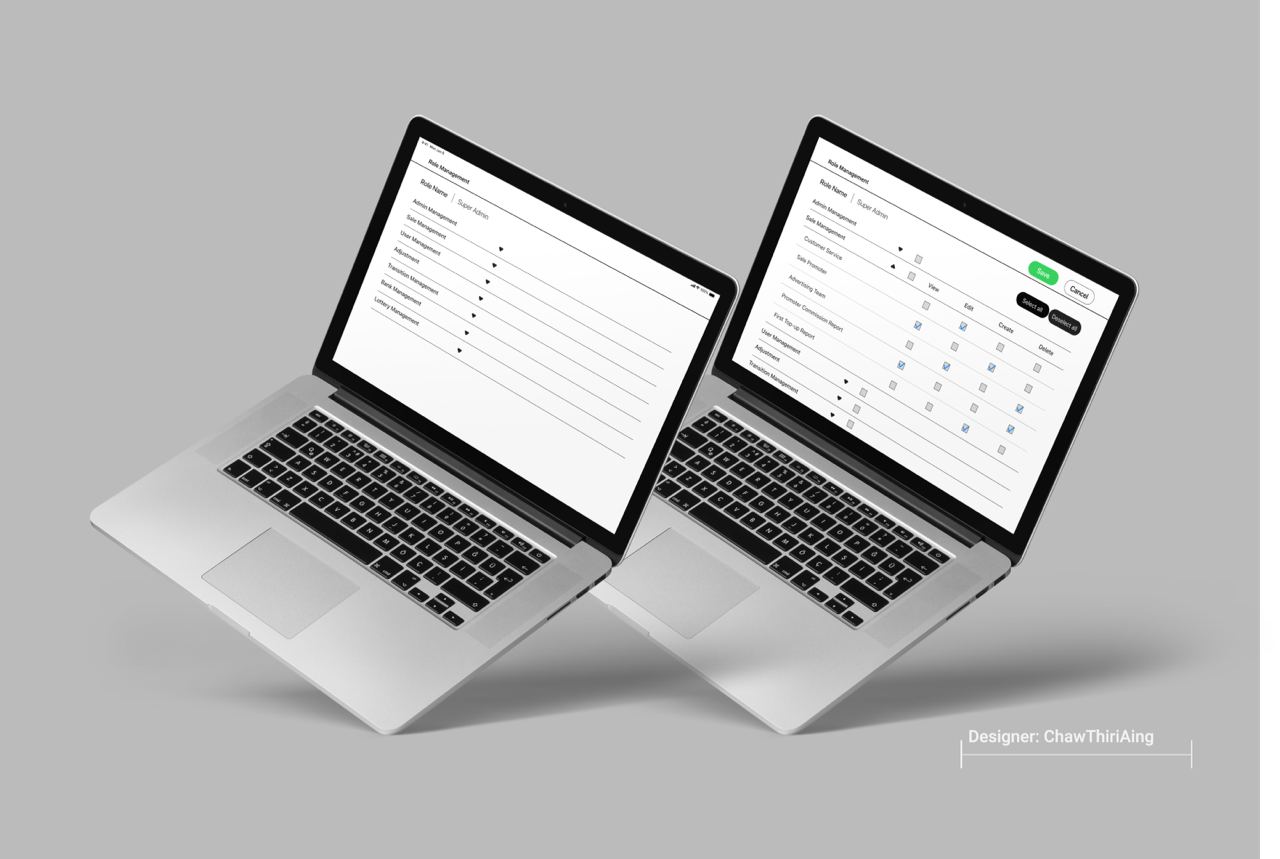 Role Management
Role Name | Super Admin
Admin Management
Sale Management
User Management
Adjustment
Transition Management
Bank Management
Lottery Management
Role Management
Save
Cancel
Role Name | Super Admin
Select all
Deselect all
Admin Management
Sale Management
View
Edit
Create
Delete
Customer Service
Sale Promoter
Advertising Team
Promoter Commission Report
First Top-up Report
User Management
Adjustment
Transition Management
Designer: ChawThiriAing